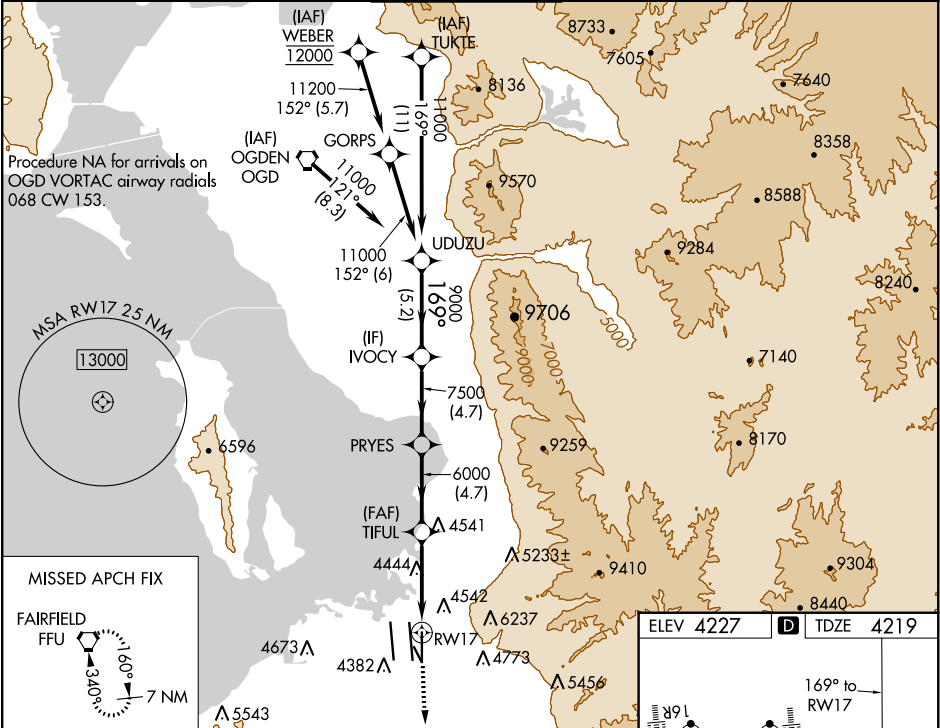 (IAF)
WEBER
12000
(IAF)
TUKTE
8733
7605
7640
8136
11200
152° (5.7)
11000
169°
(11)
(IAF)
OGDEN
OGD
GORPS
8358
Procedure NA for arrivals on
OGD VORTAC airway radials
068 CW 153.
11000
121°
(8.3)
9570
8588
11000
152° (6)
UDUZU
9284
8240
9000
169°
(5.2)
9706
5000
7000
9000
MSA RW17 25 NM
13000
(IF)
IVOCY
7140
7500
(4.7)
6596
PRYES
9259
8170
6000
(4.7)
(FAF)
TIFUL
4541
5233±
4444
9410
9304
MISSED APCH FIX
4542
8440
FAIRFIELD
FFU
6237
ELEV 4227
D
TDZE 4219
160°
340°
7 NM
4673
RW17
4382
4773
5456
169° to
RW17
5543
16R